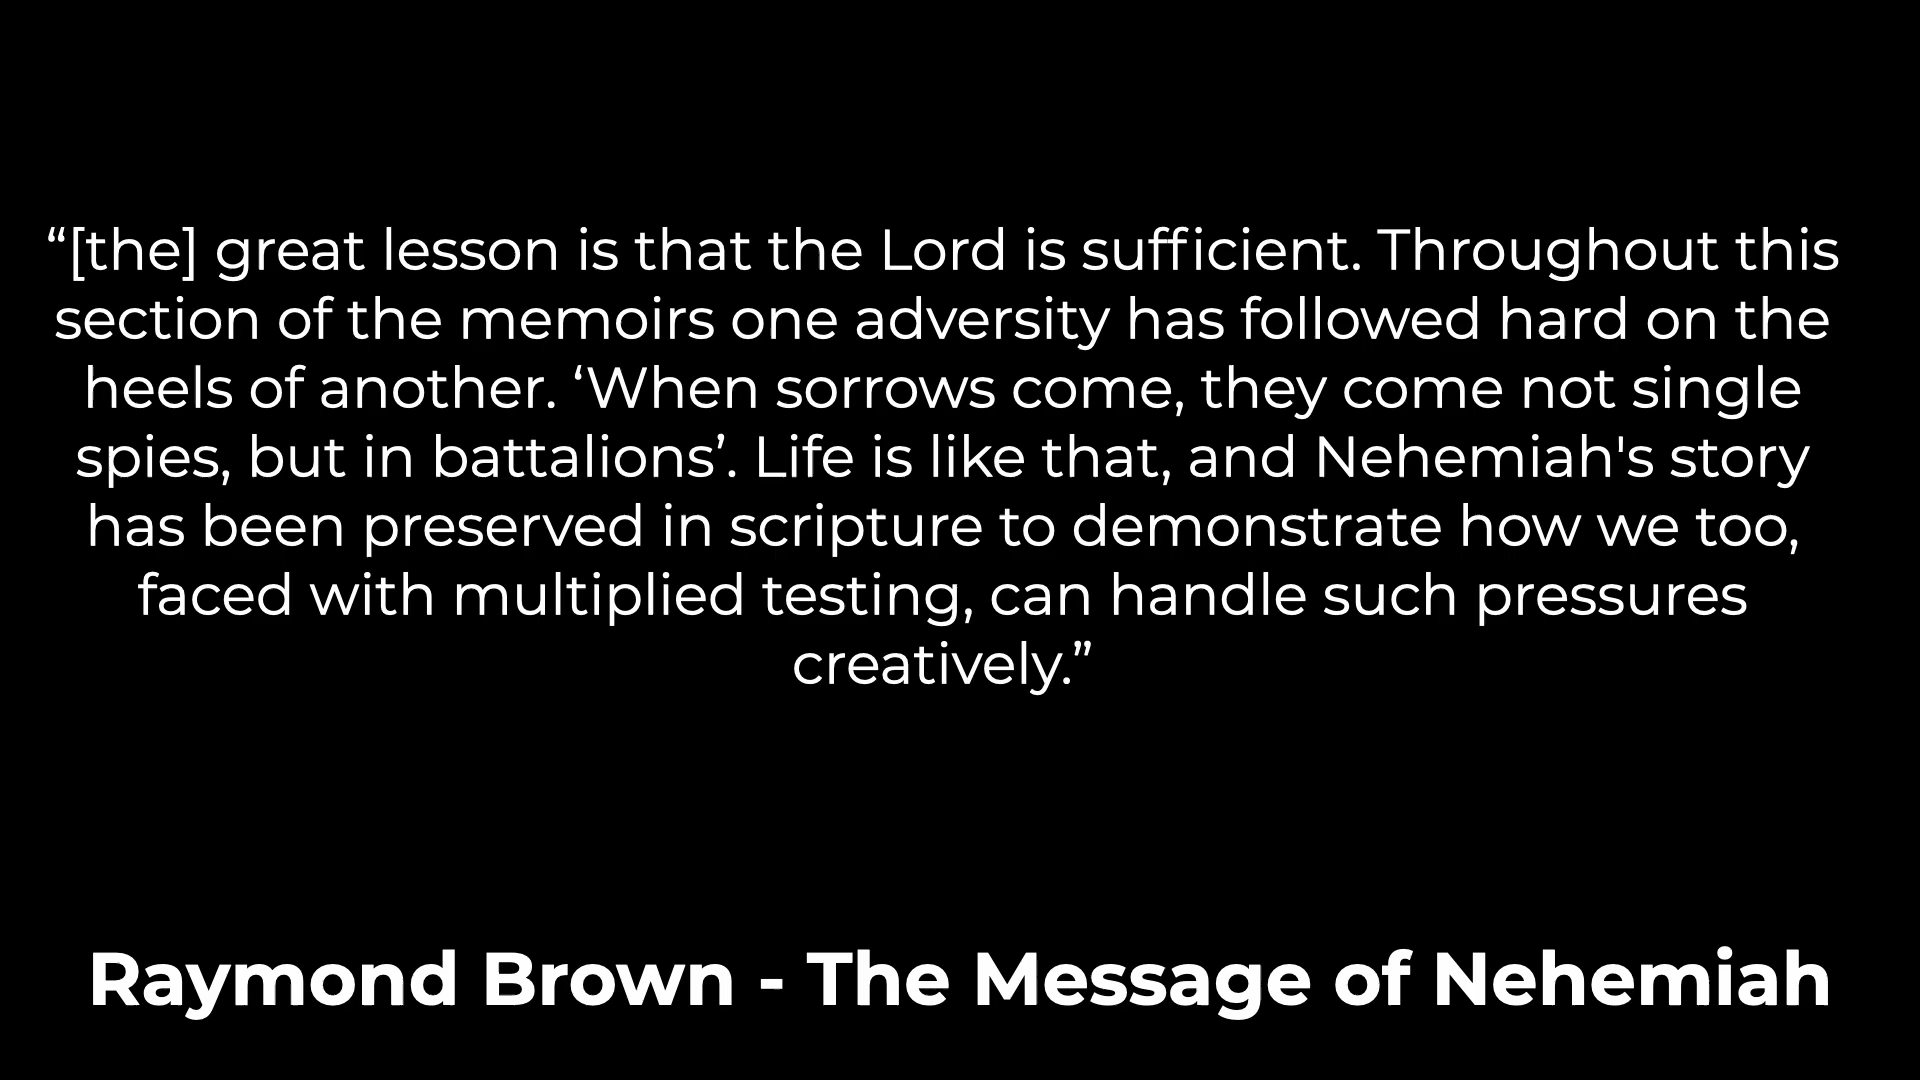 “[the] great lesson is that the Lord is sufficient. Throughout this
section of the memoirs one adversity has followed hard on the
heels of another. ‘When sorrows come, they come not single
spies, but in battalions’. Life is like that, and Nehemiah's story
has been preserved in scripture to demonstrate how we too,
faced with multiplied testing, can handle such pressures
creatively.”
Raymond Brown - The Message of Nehemiah